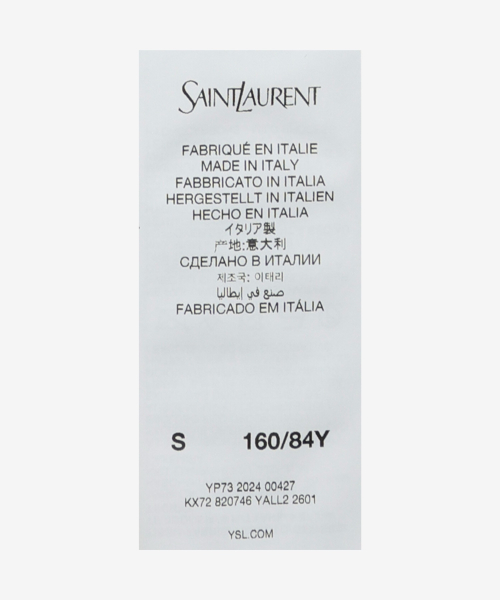 SAINT LAURENT
FABRIQUÉ EN ITALIE
MADE IN ITALY
FABBRICATO IN ITALIA
HERGESTELLT IN ITALIEN
HECHO EN ITALIA
イタリア製
产地:意大利
СДЕЛАНО В ИТАЛИИ
제조국: 이태리
صنع في إيطاليا
FABRICADO EM ITÁLIA
S 160/84Y
YP73 2024 00427
KX72 820746 YALL2 2601
YSL.COM